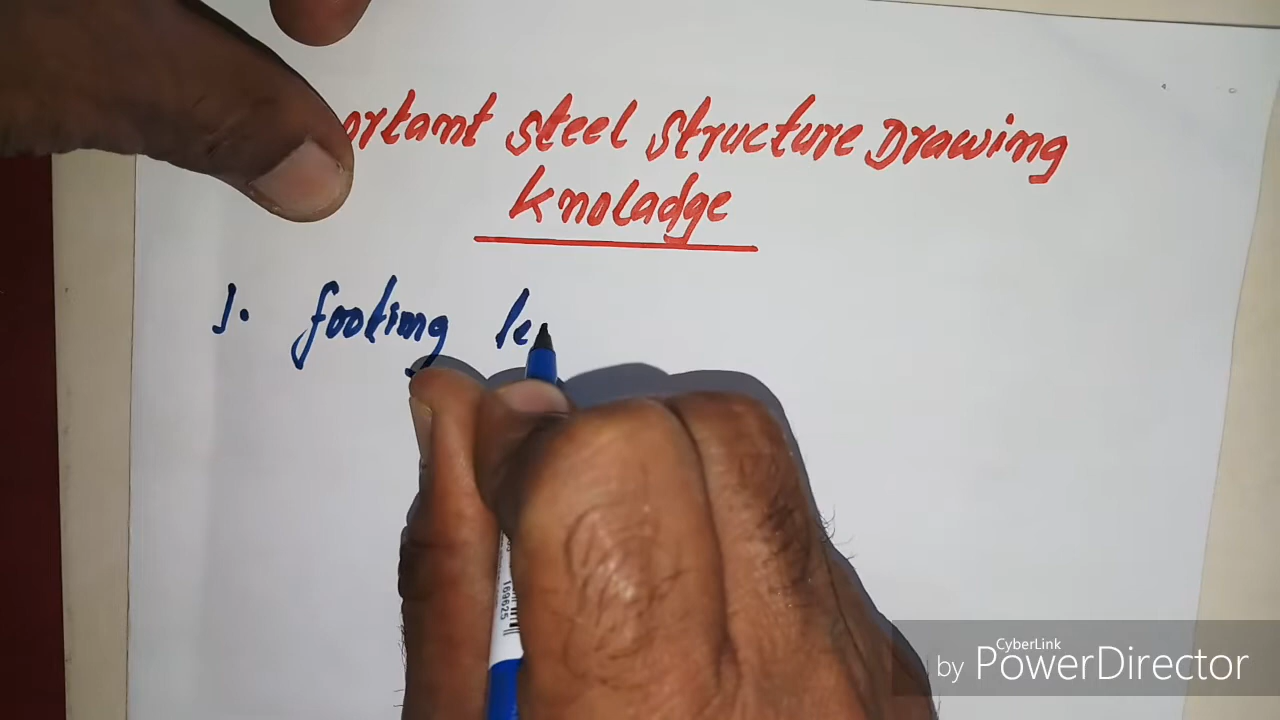 ortant steel structure Drawing
knoladge
1. footing le
CyberLink
by PowerDirector